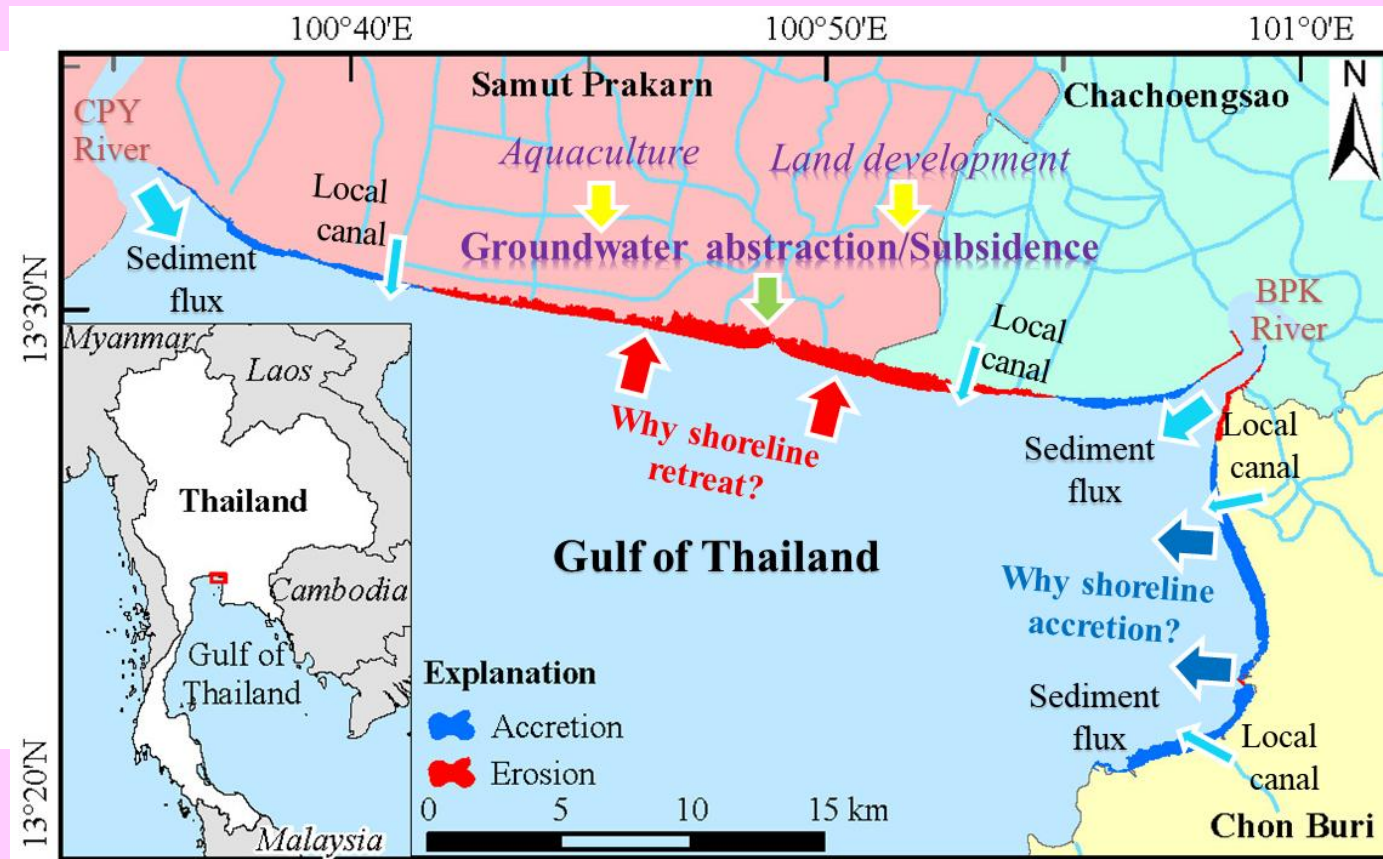 100°40'E
100°50'E
101°0'E
N
Samut Prakarn
Chachoengsao
CPY
River
Aquaculture
Land development
Local
canal
Groundwater abstraction/Subsidence
Sediment
flux
13°30'N
BPK
River
Local
canal
Why shoreline
retreat?
Sediment
flux
Local
canal
Gulf of Thailand
Why shoreline
accretion?
Sediment
flux
Local
canal
Chon Buri
Myanmar
Laos
Thailand
Cambodia
Gulf of
Thailand
Malaysia
13°20'N
Explanation
Accretion
Erosion
0 5 10 15 km